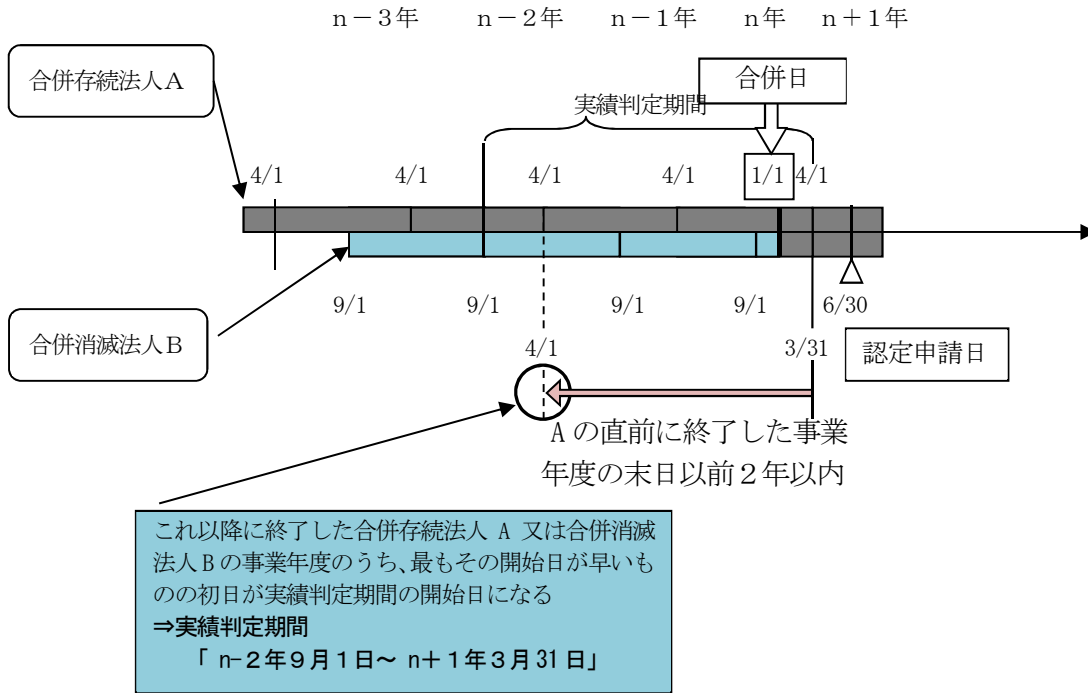 n－3年 n－2年 n－1年 n年 n＋1年
合併存続法人A
合併日
実績判定期間
4/1 4/1 4/1 4/1 1/1 4/1
9/1 9/1 9/1 9/1 6/30
合併消滅法人B
4/1 3/31 認定申請日
A の直前に終了した事業
年度の末日以前２年以内
これ以降に終了した合併存続法人 A 又は合併消滅
法人 B の事業年度のうち、最もその開始日が早いも
のの初日が実績判定期間の開始日になる
⇒実績判定期間
「 n-２年９月１日～ n＋１年３月 31 日」